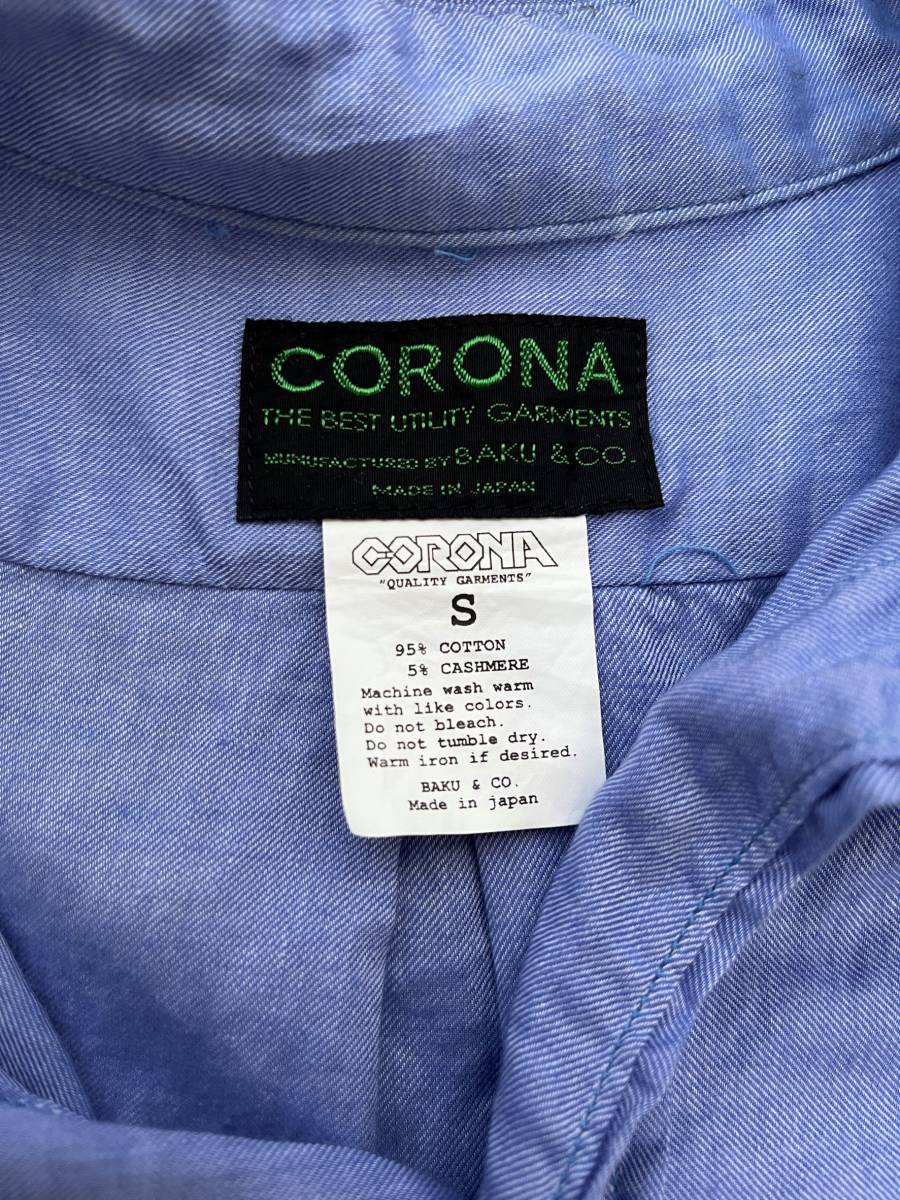 CORONA
THE BEST UTILITY GARMENTS
MUNUFACTURED BY BAKU & CO.
MADE IN JAPAN
CORONA
"QUALITY GARMENTS"
S
95% COTTON
5% CASHMERE
Machine wash warm
with like colors.
Do not bleach.
Do not tumble dry.
Warm iron if desired.
BAKU & CO.
Made in japan